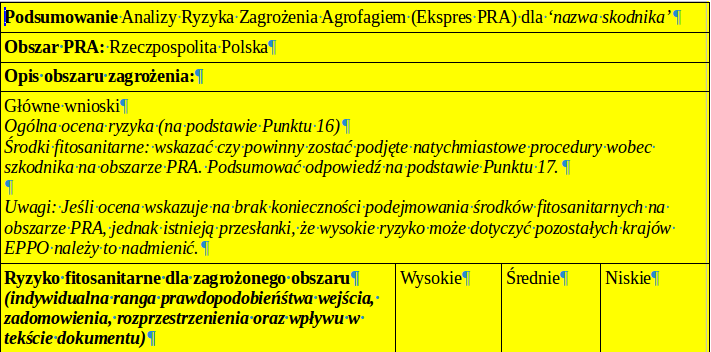 Podsumowanie Analizy Ryzyka Zagrożenia Agrofagiem (Ekspres PRA) dla ‘nazwa skodnika’
Obszar PRA: Rzeczpospolita Polska
Opis obszaru zagrożenia:
Główne wnioski
Ogólna ocena ryzyka (na podstawie Punktu 16)
Środki fitosanitarne: wskazać czy powinny zostać podjęte natychmiastowe procedury wobec
szkodnika na obszarze PRA. Podsumować odpowiedź na podstawie Punktu 17.
Uwagi: Jeśli ocena wskazuje na brak konieczności podejmowania środków fitosanitarnych na
obszarze PRA, jednak istnieją przesłanki, że wysokie ryzyko może dotyczyć pozostałych krajów
EPPO należy to nadmienić.
Ryzyko fitosanitarne dla zagrożonego obszaru Wysokie Średnie Niskie
(indywidualna ranga prawdopodobieńśtwa wejścia,
zadomowienia, rozprzestrzenienia oraz wpływu w
tekście dokumentu)